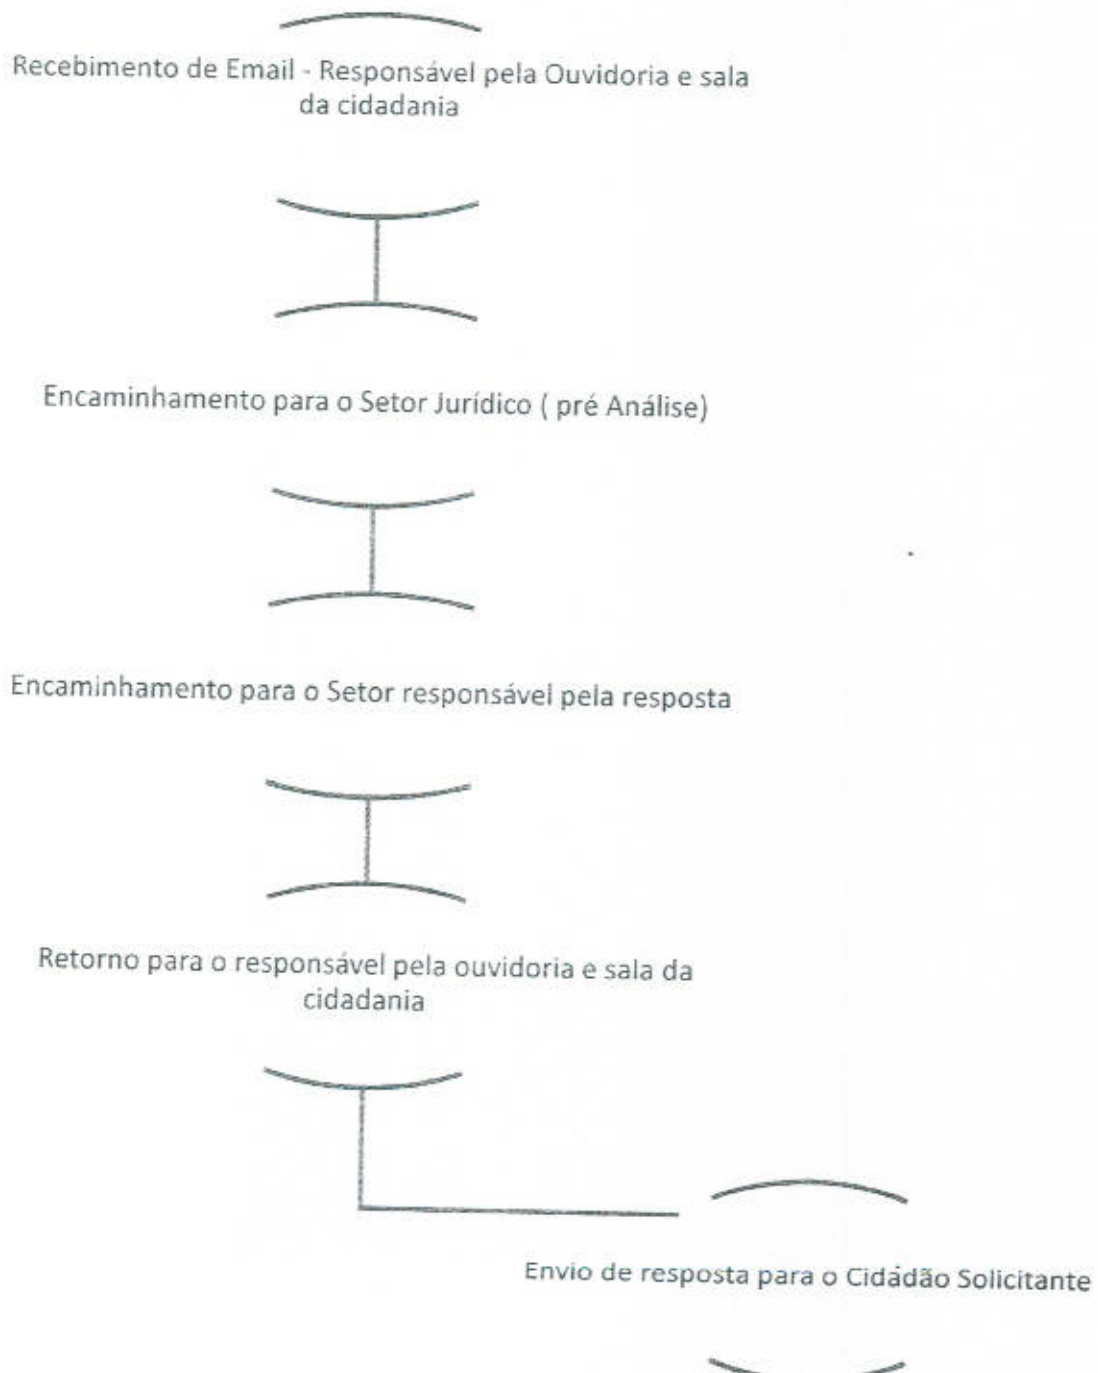 Recebimento de Email - Responsável pela Ouvidoria e sala
da cidadania
Encaminhamento para o Setor Jurídico ( pré Análise)
Encaminhamento para o Setor responsável pela resposta
Retorno para o responsável pela ouvidoria e sala da
cidadania
Envio de resposta para o Cidadão Solicitante